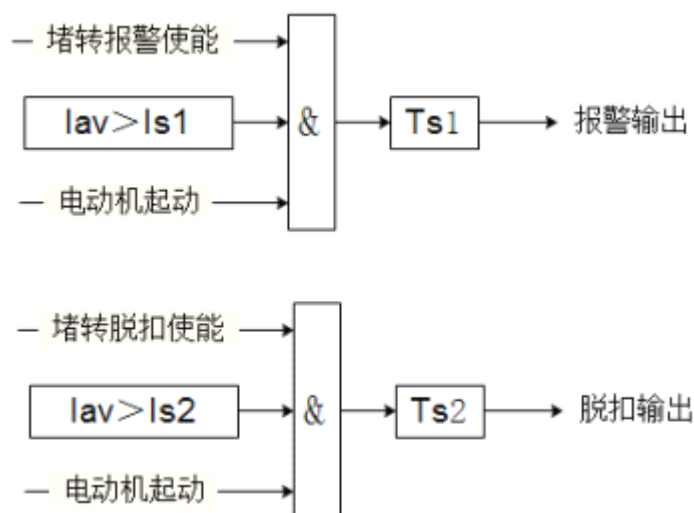 堵转报警使能
Iav＞Is1
&
Ts1
报警输出
电动机起动
堵转脱扣使能
Iav＞Is2
&
Ts2
脱扣输出
电动机起动